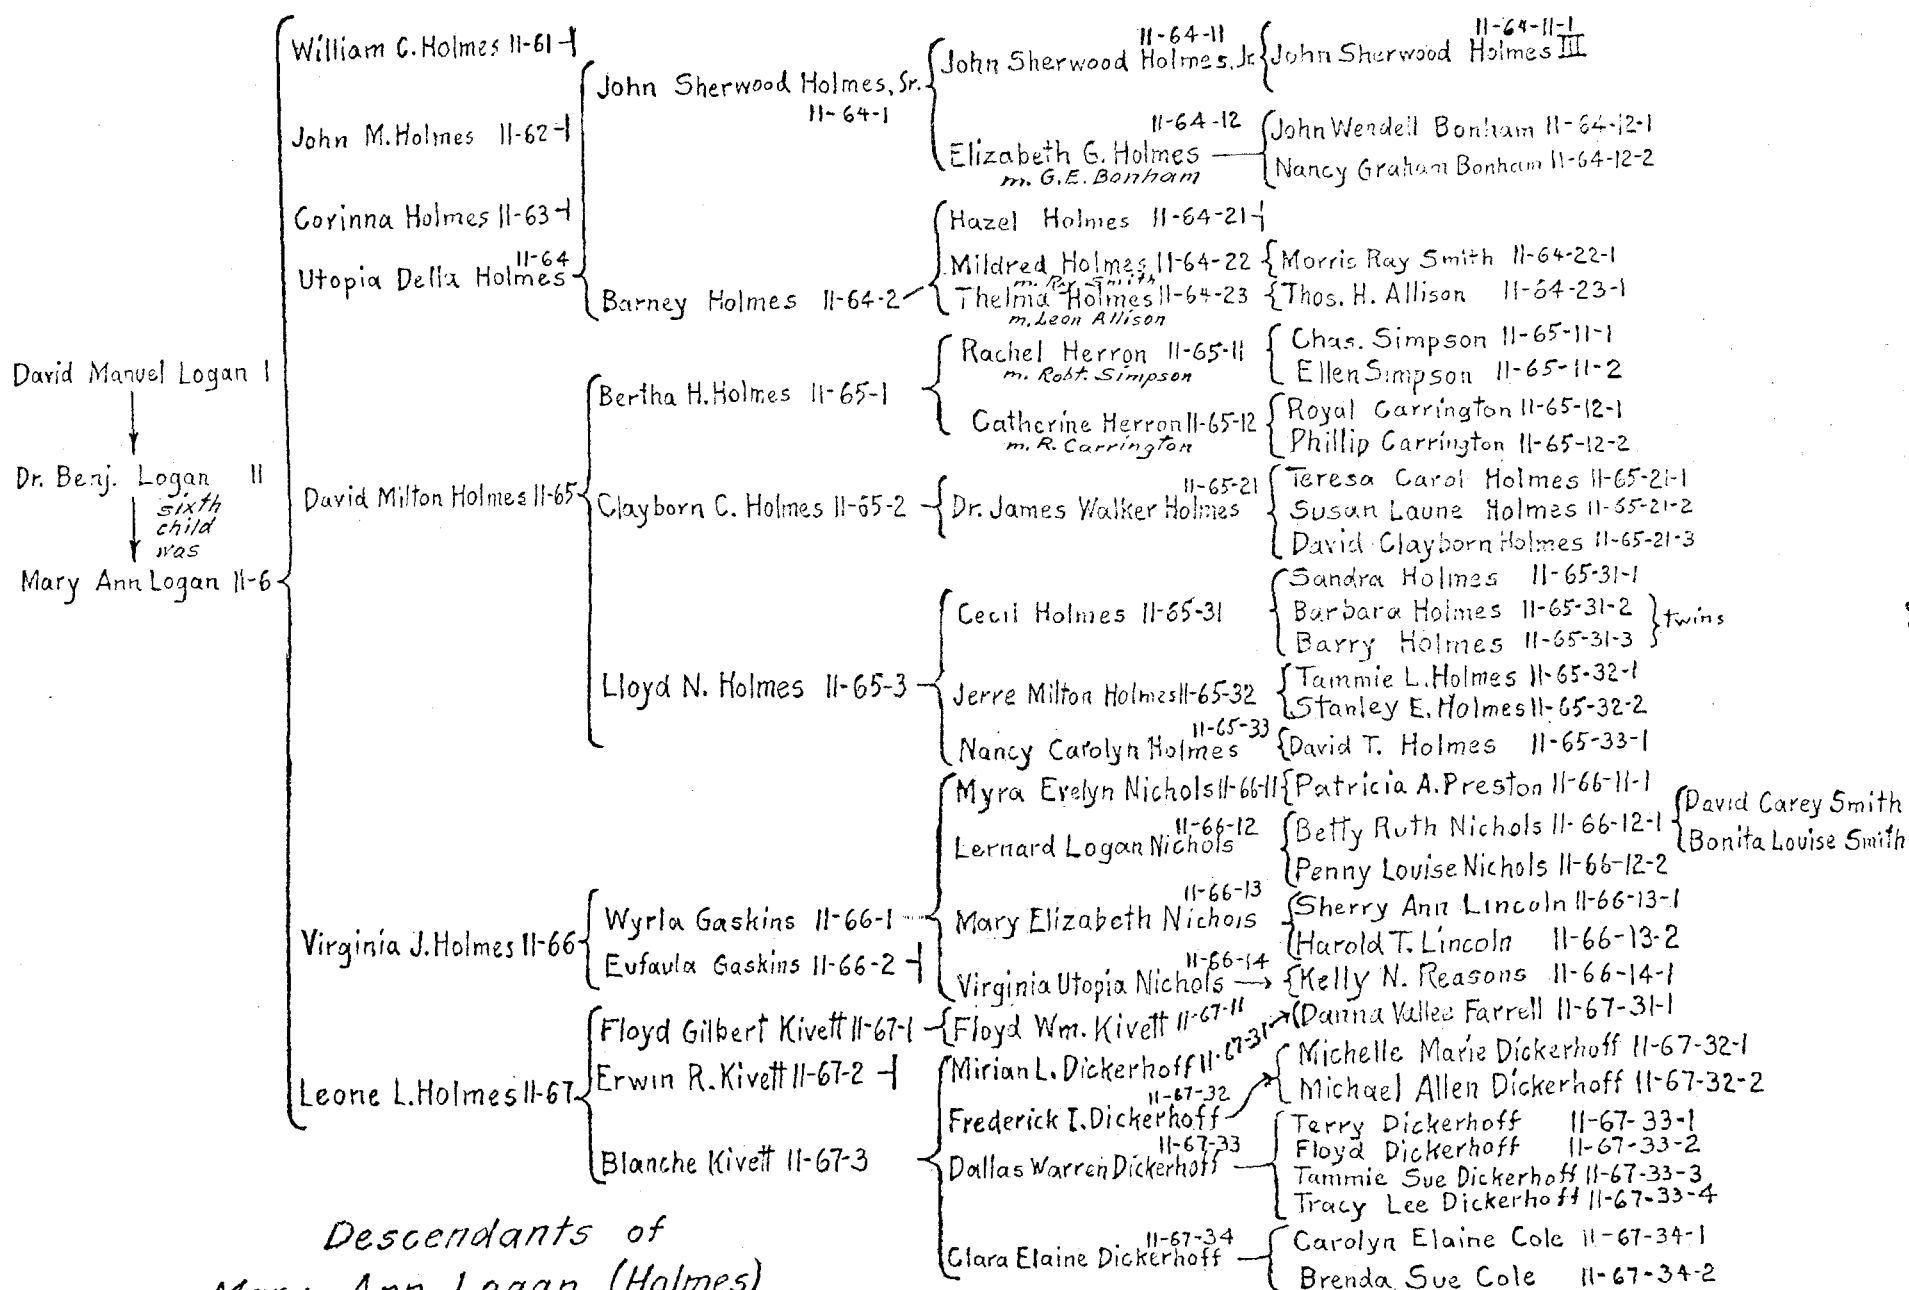 David Manuel Logan I
Dr. Benj. Logan II
sixth
child
was
Mary Ann Logan 11-6
William C. Holmes 11-61
John M. Holmes 11-62
Corinna Holmes 11-63
Utopia Della Holmes 11-64
David Milton Holmes 11-65
Virginia J. Holmes 11-66
Leone L. Holmes 11-67
John Sherwood Holmes, Sr.
11-64-1
Barney Holmes 11-64-2
Bertha H. Holmes 11-65-1
Clayborn C. Holmes 11-65-2
Lloyd N. Holmes 11-65-3
Wyrla Gaskins 11-66-1
Eufaula Gaskins 11-66-2
Floyd Gilbert Kivett 11-67-1
Erwin R. Kivett 11-67-2
Blanche Kivett 11-67-3
11-64-11
John Sherwood Holmes, Jr.
11-64-12
Elizabeth G. Holmes
m. G.E. Bonham
Hazel Holmes 11-64-21
Mildred Holmes 11-64-22
m. Ray Smith
Thelma Holmes 11-64-23
m. Leon Allison
Rachel Herron 11-65-11
m. Robt. Simpson
Catherine Herron 11-65-12
m. R. Carrington
11-65-21
Dr. James Walker Holmes
Cecil Holmes 11-65-31
Jerre Milton Holmes 11-65-32
11-65-33
Nancy Carolyn Holmes
Myra Evelyn Nichols 11-66-11
11-66-12
Lernard Logan Nichols
11-66-13
Mary Elizabeth Nichols
11-66-14
Virginia Utopia Nichols
Floyd Wm. Kivett 11-67-11
Mirian L. Dickerhoff 11-67-31
11-67-32
Frederick I. Dickerhoff
11-67-33
Dallas Warren Dickerhoff
11-67-34
Clara Elaine Dickerhoff
11-64-11-1
John Sherwood Holmes III
John Wendell Bonham 11-64-12-1
Nancy Graham Bonham 11-64-12-2
Morris Ray Smith 11-64-22-1
Thos. H. Allison 11-64-23-1
Chas. Simpson 11-65-11-1
Ellen Simpson 11-65-11-2
Royal Carrington 11-65-12-1
Phillip Carrington 11-65-12-2
Teresa Carol Holmes 11-65-21-1
Susan Laune Holmes 11-65-21-2
David Clayborn Holmes 11-65-21-3
Sandra Holmes 11-65-31-1
Barbara Holmes 11-65-31-2
Barry Holmes 11-65-31-3
twins
Tammie L. Holmes 11-65-32-1
Stanley E. Holmes 11-65-32-2
David T. Holmes 11-65-33-1
Patricia A. Preston 11-66-11-1
Betty Ruth Nichols 11-66-12-1
Penny Louise Nichols 11-66-12-2
David Carey Smith
Bonita Louise Smith
Sherry Ann Lincoln 11-66-13-1
Harold T. Lincoln 11-66-13-2
Kelly N. Reasons 11-66-14-1
Danna Vallee Farrell 11-67-31-1
Michelle Marie Dickerhoff 11-67-32-1
Michael Allen Dickerhoff 11-67-32-2
Terry Dickerhoff 11-67-33-1
Floyd Dickerhoff 11-67-33-2
Tammie Sue Dickerhoff 11-67-33-3
Tracy Lee Dickerhoff 11-67-33-4
Carolyn Elaine Cole 11-67-34-1
Brenda Sue Cole 11-67-34-2
Descendants of
Mary Ann Logan (Holmes)